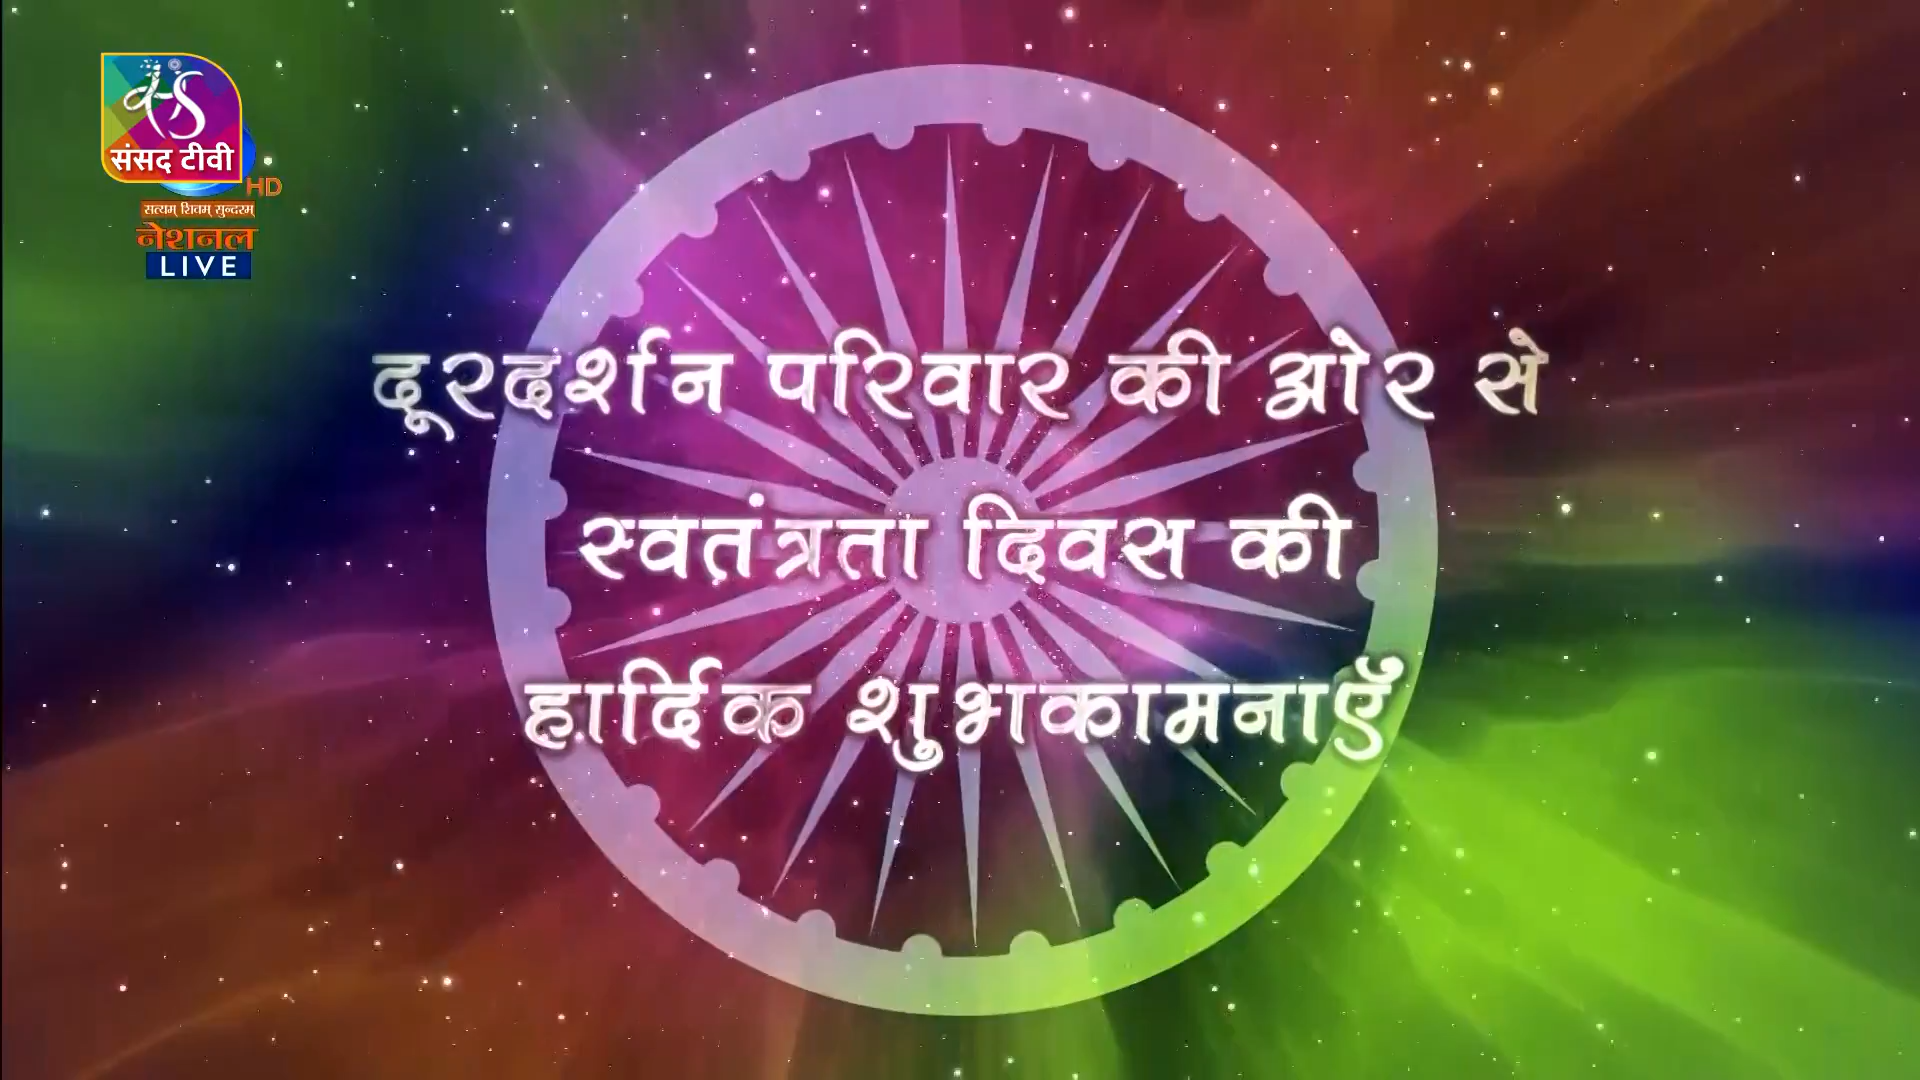 संसद टीवी
HD
सत्यम् शिवम् सुन्दरम्
नेशनल
LIVE
दूरदर्शन परिवार की ओर से
स्वतंत्रता दिवस की
हार्दिक शुभकामनाएँ